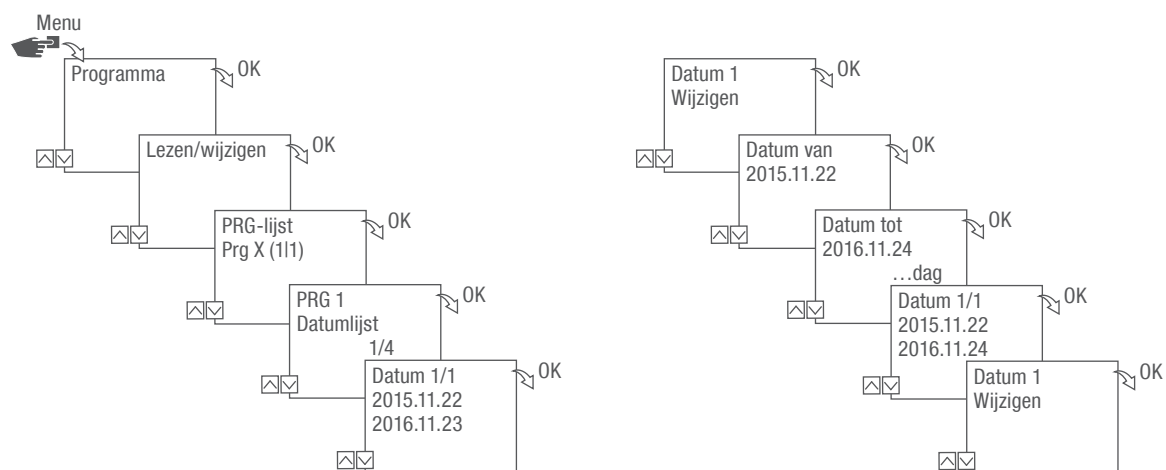 Menu
Programma
OK
Lezen/wijzigen
OK
PRG-lijst
Prg X (1|1)
OK
PRG 1
Datumlijst
1/4
OK
Datum 1/1
2015.11.22
2016.11.23
OK
Datum 1
Wijzigen
OK
Datum van
2015.11.22
OK
Datum tot
2016.11.24
...dag
OK
Datum 1/1
2015.11.22
2016.11.24
OK
Datum 1
Wijzigen
OK